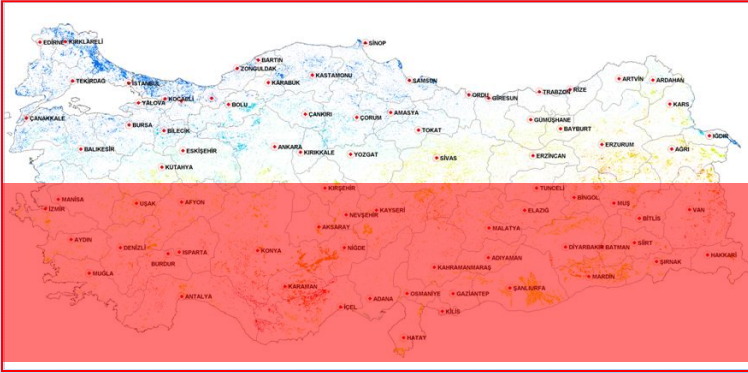 SİNOP
EDİRNE
KIRKLARELİ
BARTIN
ZONGULDAK
KASTAMONU
KARABÜK
TEKİRDAĞ
İSTANBUL
SAMSUN
ARTVİN
ARDAHAN
ORDU
GİRESUN
TRABZON
RİZE
KOCAELİ
YALOVA
BOLU
KARS
ÇANAKKALE
ÇANKIRI
ÇORUM
AMASYA
GÜMÜŞHANE
BURSA
BİLECİK
TOKAT
BAYBURT
IĞDIR
BALIKESİR
ESKİŞEHİR
ANKARA
KIRIKKALE
YOZGAT
SİVAS
ERZİNCAN
ERZURUM
AĞRI
KÜTAHYA
KIRŞEHİR
TUNCELİ
MANİSA
UŞAK
AFYON
BİNGÖL
MUŞ
VAN
İZMİR
NEVŞEHİR
KAYSERİ
ELAZIĞ
BİTLİS
AKSARAY
MALATYA
AYDIN
DENİZLİ
ISPARTA
KONYA
NİĞDE
DİYARBAKIR
BATMAN
SİİRT
BURDUR
ADIYAMAN
ŞIRNAK
HAKKARİ
MUĞLA
KAHRAMANMARAŞ
MARDİN
ANTALYA
KARAMAN
İÇEL
ADANA
OSMANİYE
GAZİANTEP
ŞANLIURFA
KİLİS
HATAY